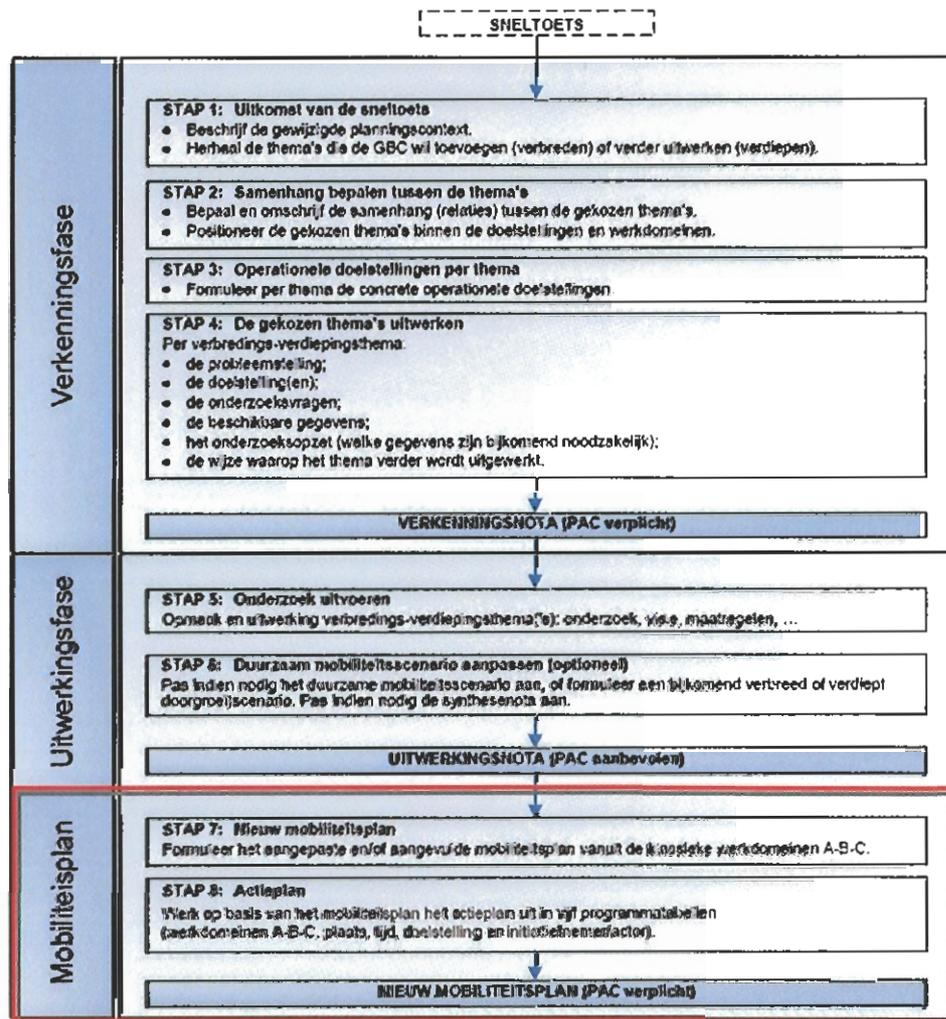 SNELTOETS
Verkenningsfase
STAP 1: Uitkomst van de sneltoets
• Beschrijf de gewijzigde planningscontext.
• Herhaal de thema's die de GBC wil toevoegen (verbreden) of verder uitwerken (verdiepen).
STAP 2: Samenhang bepalen tussen de thema's
• Bepaal en omschrijf de samenhang (relaties) tussen de gekozen thema's.
• Positioneer de gekozen thema's binnen de doelstellingen en werkdomeinen.
STAP 3: Operationele doelstellingen per thema
• Formuleer per thema de concrete operationele doelstellingen
STAP 4: De gekozen thema's uitwerken
Per verbredings-verdiepingsthema:
• de probleemstelling;
• de doelstelling(en);
• de onderzoeksvragen;
• de beschikbare gegevens;
• het onderzoeksopzet (welke gegevens zijn bijkomend noodzakelijk);
• de wijze waarop het thema verder wordt uitgewerkt.
VERKENNINGSNOTA (PAC verplicht)
Uitwerkingsfase
STAP 5: Onderzoek uitvoeren
Opmaak en uitwerking verbredings-verdiepingsthema('s): onderzoek, visie, maatregelen, …
STAP 6: Duurzaam mobiliteitsscenario aanpassen (optioneel)
Pas indien nodig het duurzame mobiliteitsscenario aan, of formuleer een bijkomend verbreed of verdiept
doorgroeiscenario. Pas indien nodig de synthesenota aan.
UITWERKINGSNOTA (PAC aanbevolen)
Mobiliteisplan
STAP 7: Nieuw mobiliteitsplan
Formuleer het aangepaste en/of aangevulde mobiliteitsplan vanuit de klassieke werkdomeinen A-B-C.
STAP 8: Actieplan
Werk op basis van het mobiliteitsplan het actieplan uit in vijf programmatabellen
(werkdomeinen A-B-C, plaats, tijd, doelstelling en initiatiefnemer/actor).
NIEUW MOBILITEITSPLAN (PAC verplicht)